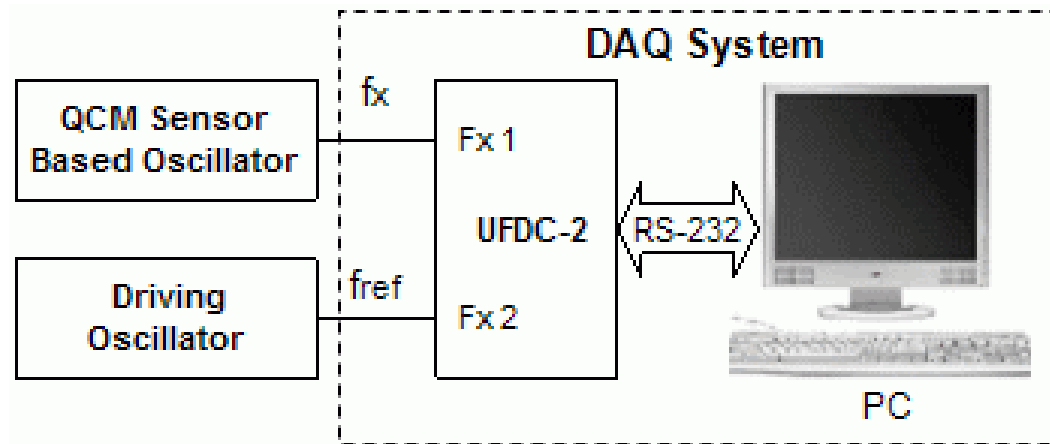 DAQ System
QCM Sensor
Based Oscillator
fx
Fx 1
UFDC-2
RS-232
Driving
Oscillator
fref
Fx 2
PC